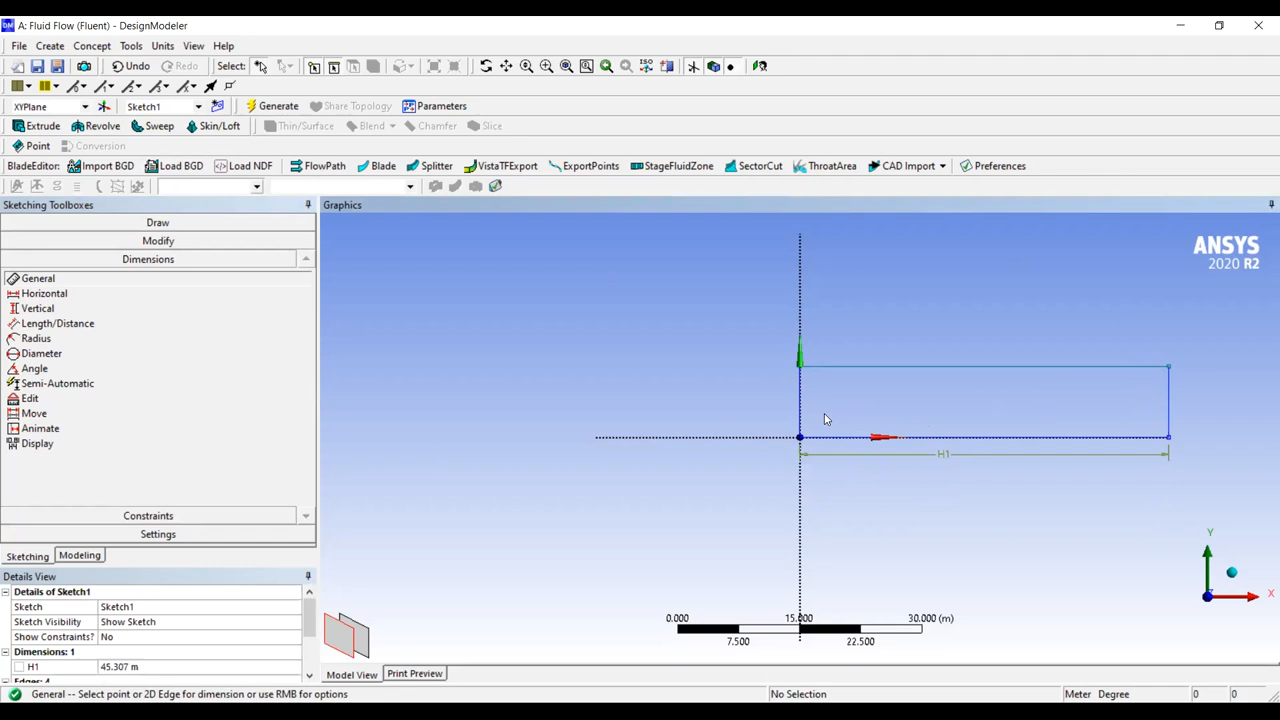 DM A: Fluid Flow (Fluent) - DesignModeler
File Create Concept Tools Units View Help
Undo Redo Select: ISO
XYPlane Sketch1 Generate Share Topology Parameters
Extrude Revolve Sweep Skin/Loft Thin/Surface Blend Chamfer Slice
Point Conversion
BladeEditor: Import BGD Load BGD Load NDF FlowPath Blade Splitter VistaTFExport ExportPoints StageFluidZone SectorCut ThroatArea CAD Import Preferences
Sketching Toolboxes
Draw
Modify
Dimensions
General
Horizontal
Vertical
Length/Distance
Radius
Diameter
Angle
Semi-Automatic
Edit
Move
Animate
Display
Constraints
Settings
Sketching Modeling
Details View
Details of Sketch1
Sketch Sketch1
Sketch Visibility Show Sketch
Show Constraints? No
Dimensions: 1
H1 45.307 m
Edges: 4
Graphics
ANSYS
2020 R2
H1
Y
X
0.000 15.000 30.000 (m)
7.500 22.500
Model View Print Preview
General -- Select point or 2D Edge for dimension or use RMB for options No Selection Meter Degree 0 0